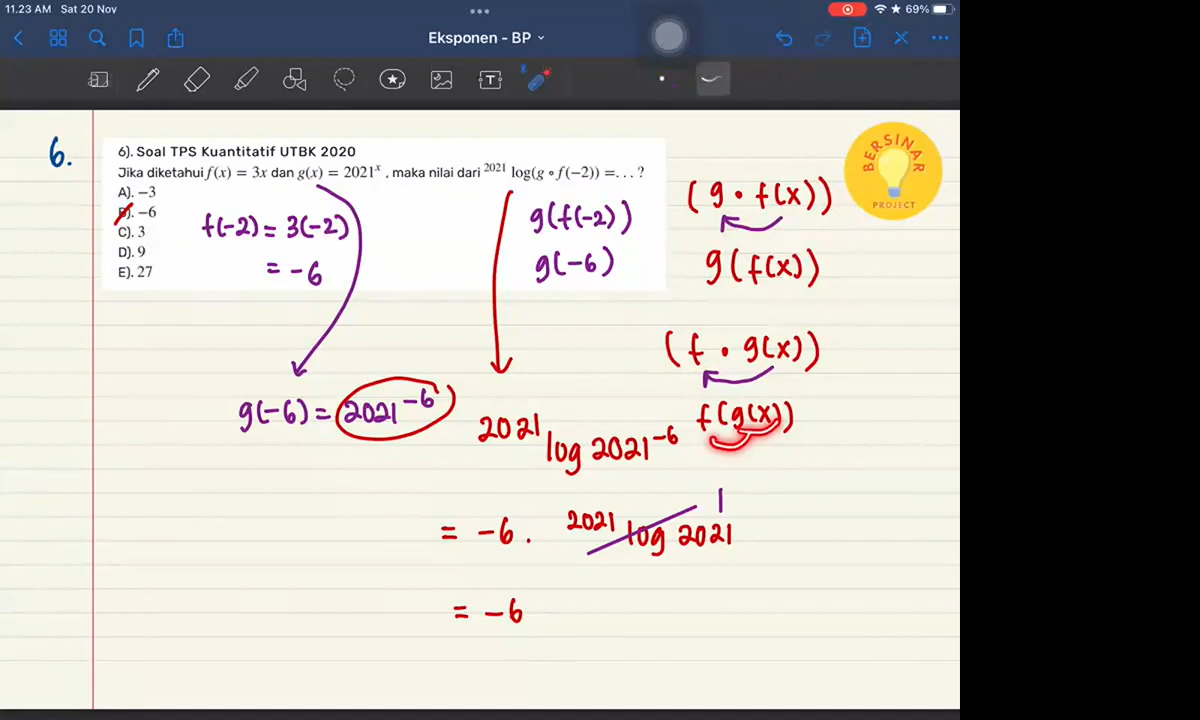 11.23 AM Sat 20 Nov
69%
Eksponen - BP
6.
6). Soal TPS Kuantitatif UTBK 2020
Jika diketahui f(x) = 3x dan g(x) = 2021ˣ , maka nilai dari ²⁰²¹ log(g ∘ f(−2)) =. . . ?
A). −3
B). −6
C). 3
D). 9
E). 27
f(-2) = 3(-2)
= -6
g(f(-2))
g(-6)
(g • f(x))
g(f(x))
BERSINAR
PROJECT
(f • g(x))
f(g(x))
g(-6) = 2021⁻⁶
²⁰²¹ log 2021⁻⁶
= -6 . ²⁰²¹ log 2021
1
= -6